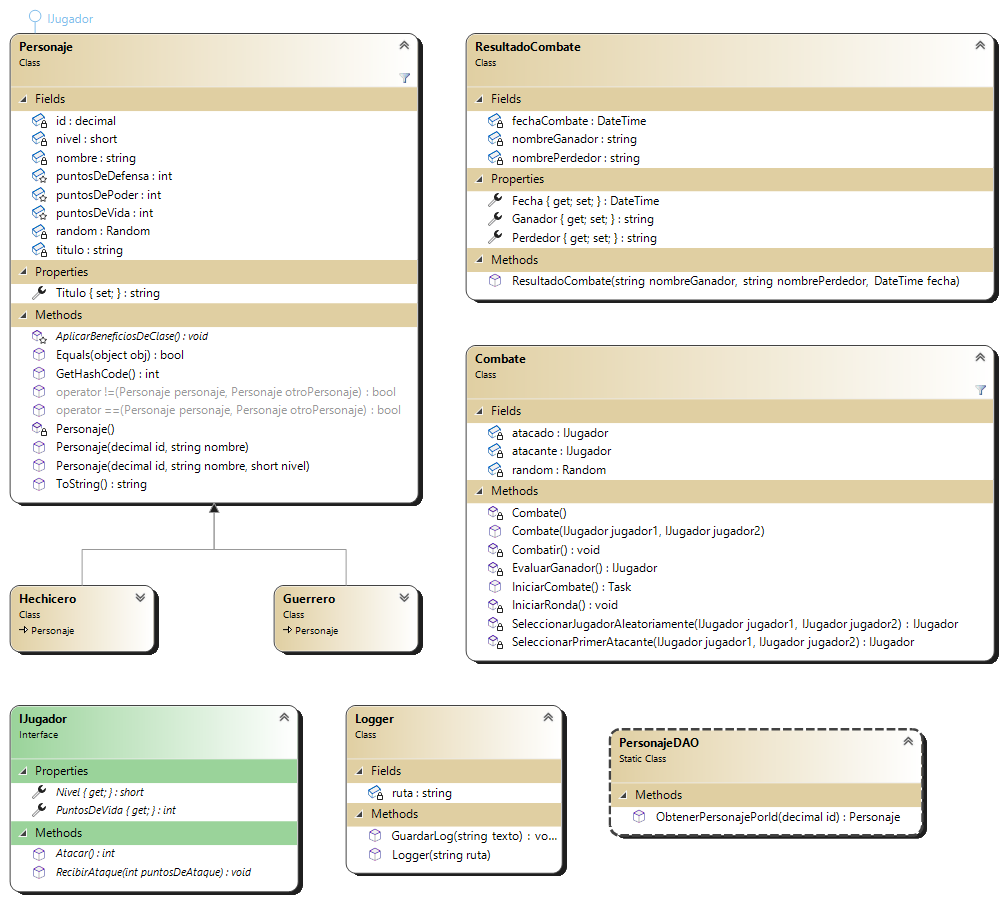 IJugador
Personaje
Class
Fields
id : decimal
nivel : short
nombre : string
puntosDeDefensa : int
puntosDePoder : int
puntosDeVida : int
random : Random
titulo : string
Properties
Titulo { set; } : string
Methods
AplicarBeneficiosDeClase() : void
Equals(object obj) : bool
GetHashCode() : int
operator !=(Personaje personaje, Personaje otroPersonaje) : bool
operator ==(Personaje personaje, Personaje otroPersonaje) : bool
Personaje()
Personaje(decimal id, string nombre)
Personaje(decimal id, string nombre, short nivel)
ToString() : string
Hechicero
Class
Personaje
Guerrero
Class
Personaje
ResultadoCombate
Class
Fields
fechaCombate : DateTime
nombreGanador : string
nombrePerdedor : string
Properties
Fecha { get; set; } : DateTime
Ganador { get; set; } : string
Perdedor { get; set; } : string
Methods
ResultadoCombate(string nombreGanador, string nombrePerdedor, DateTime fecha)
Combate
Class
Fields
atacado : IJugador
atacante : IJugador
random : Random
Methods
Combate()
Combate(IJugador jugador1, IJugador jugador2)
Combatir() : void
EvaluarGanador() : IJugador
IniciarCombate() : Task
IniciarRonda() : void
SeleccionarJugadorAleatoriamente(IJugador jugador1, IJugador jugador2) : IJugador
SeleccionarPrimerAtacante(IJugador jugador1, IJugador jugador2) : IJugador
IJugador
Interface
Properties
Nivel { get; } : short
PuntosDeVida { get; } : int
Methods
Atacar() : int
RecibirAtaque(int puntosDeAtaque) : void
Logger
Class
Fields
ruta : string
Methods
GuardarLog(string texto) : vo...
Logger(string ruta)
PersonajeDAO
Static Class
Methods
ObtenerPersonajePorId(decimal id) : Personaje